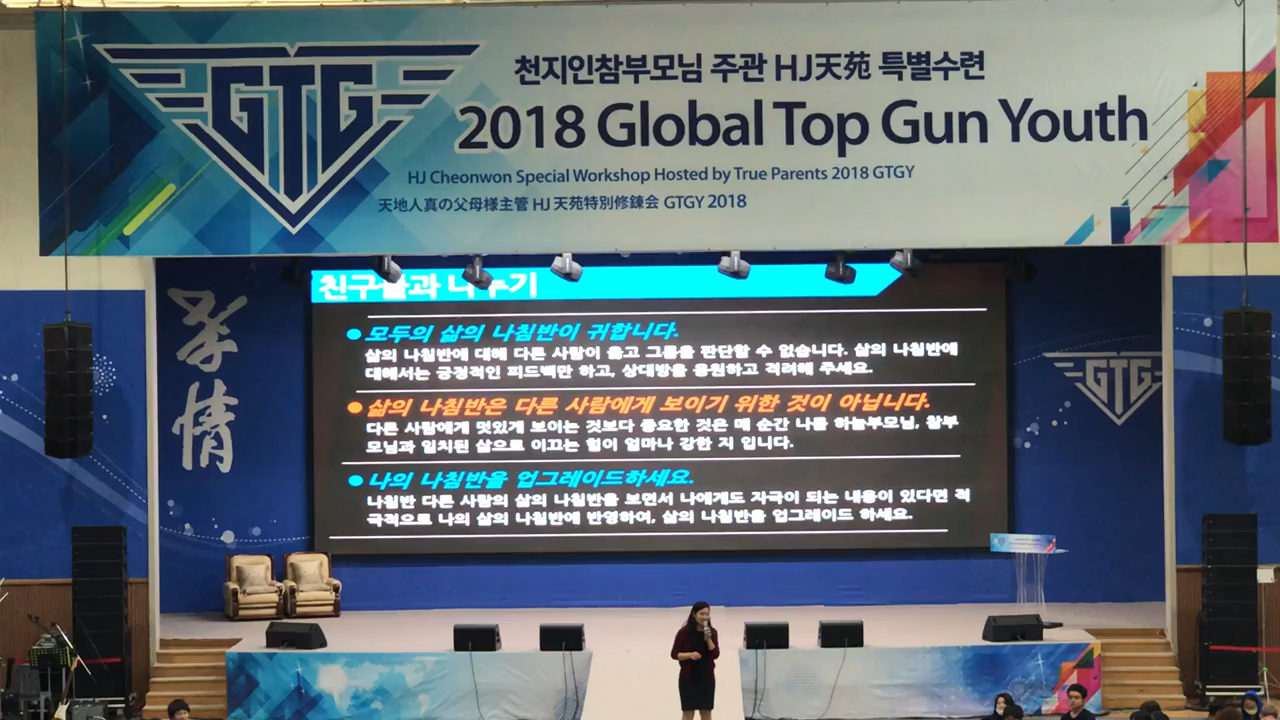 GTG
천지인참부모님 주관 HJ天苑 특별수련
2018 Global Top Gun Youth
HJ Cheonwon Special Workshop Hosted by True Parents 2018 GTGY
天地人真の父母様主管 HJ 天苑特別修錬会 GTGY 2018
친구들과 나누기
● 모두의 삶의 나침반이 귀합니다.
삶의 나침반에 대해 다른 사람이 옳고 그름을 판단할 수 없습니다. 삶의 나침반에
대해서는 긍정적인 피드백만 하고, 상대방을 응원하고 격려해 주세요.
● 삶의 나침반은 다른 사람에게 보이기 위한 것이 아닙니다.
다른 사람에게 멋있게 보이는 것보다 중요한 것은 매 순간 나를 하늘부모님, 참부
모님과 일치된 삶으로 이끄는 힘이 얼마나 강한 지 입니다.
● 나의 나침반을 업그레이드하세요.
나침반 다른 사람의 삶의 나침반을 보면서 나에게도 자극이 되는 내용이 있다면 적
극적으로 나의 삶의 나침반에 반영하여, 삶의 나침반을 업그레이드 하세요.
孝情
GTG